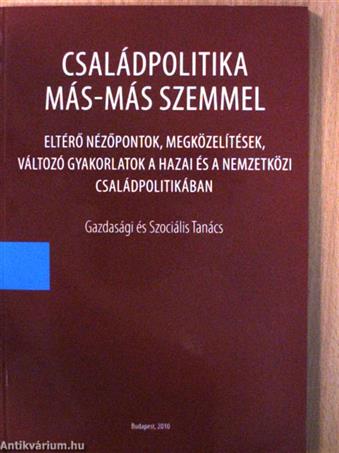 CSALÁDPOLITIKA
MÁS-MÁS SZEMMEL
ELTÉRŐ NÉZŐPONTOK, MEGKÖZELÍTÉSEK,
VÁLTOZÓ GYAKORLATOK A HAZAI ÉS A NEMZETKÖZI
CSALÁDPOLITIKÁBAN
Gazdasági és Szociális Tanács
Budapest, 2010
Antikvárium.hu